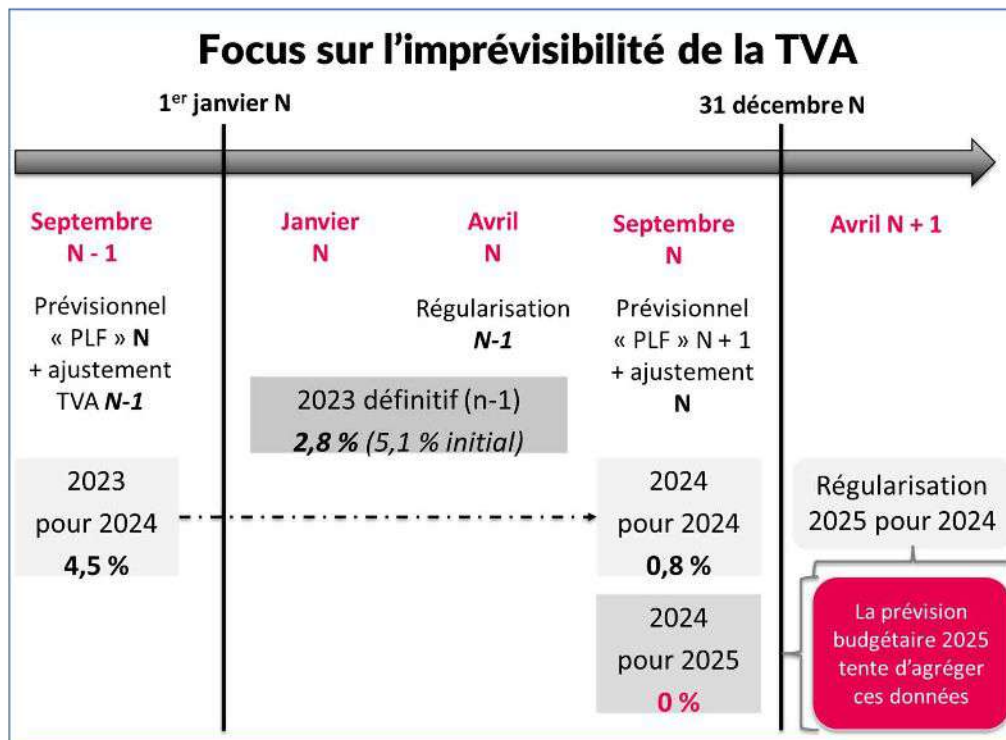 Focus sur l’imprévisibilité de la TVA
1er janvier N
31 décembre N
Septembre
N - 1
Janvier
N
Avril
N
Septembre
N
Avril N + 1
Prévisionnel
« PLF » N
+ ajustement
TVA N-1
Régularisation
N-1
Prévisionnel
« PLF » N + 1
+ ajustement
N
2023 définitif (n-1)
2,8 % (5,1 % initial)
2023
pour 2024
4,5 %
2024
pour 2024
0,8 %
Régularisation
2025 pour 2024
2024
pour 2025
0 %
La prévision
budgétaire 2025
tente d’agréger
ces données